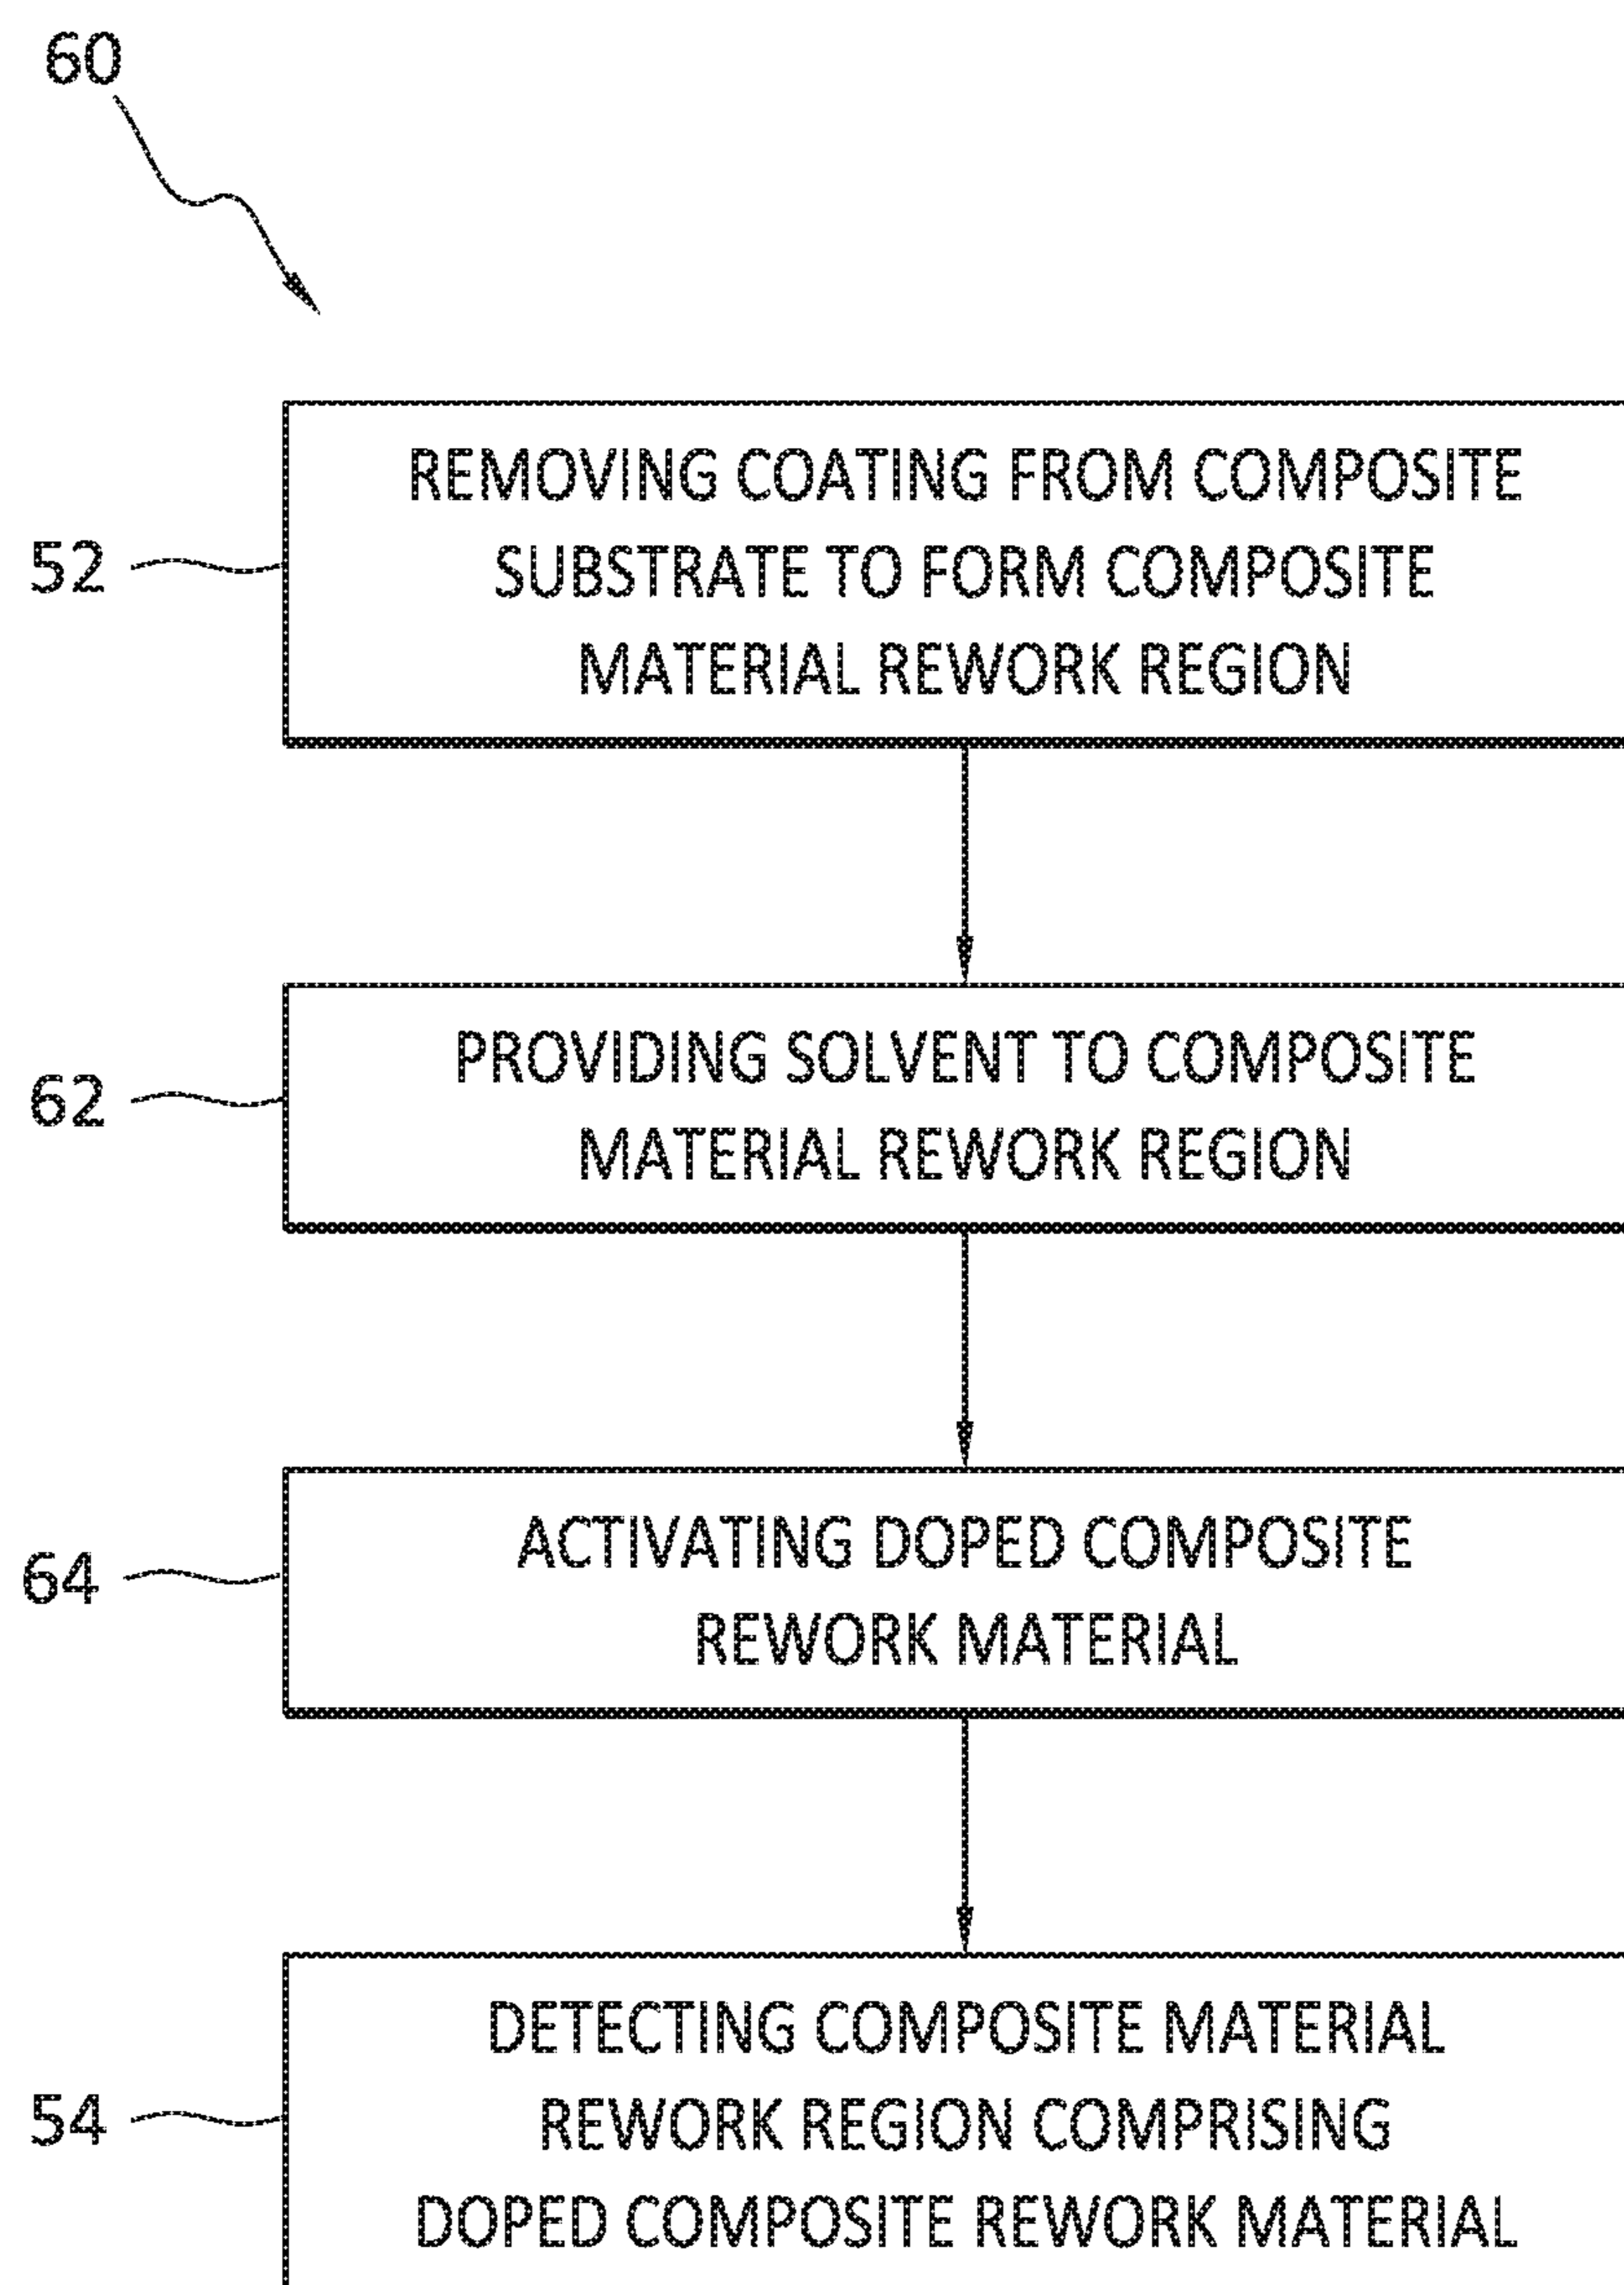 60
52
REMOVING COATING FROM COMPOSITE
SUBSTRATE TO FORM COMPOSITE
MATERIAL REWORK REGION
62
PROVIDING SOLVENT TO COMPOSITE
MATERIAL REWORK REGION
64
ACTIVATING DOPED COMPOSITE
REWORK MATERIAL
54
DETECTING COMPOSITE MATERIAL
REWORK REGION COMPRISING
DOPED COMPOSITE REWORK MATERIAL